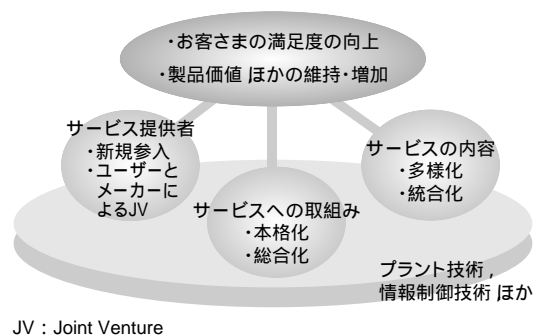 ・お客さまの満足度の向上
・製品価値 ほかの維持・増加
サービス提供者
・新規参入
・ユーザーと
メーカーに
よるJV
サービスへの取組み
・本格化
・総合化
サービスの内容
・多様化
・統合化
プラント技術,
情報制御技術 ほか
JV：Joint Venture